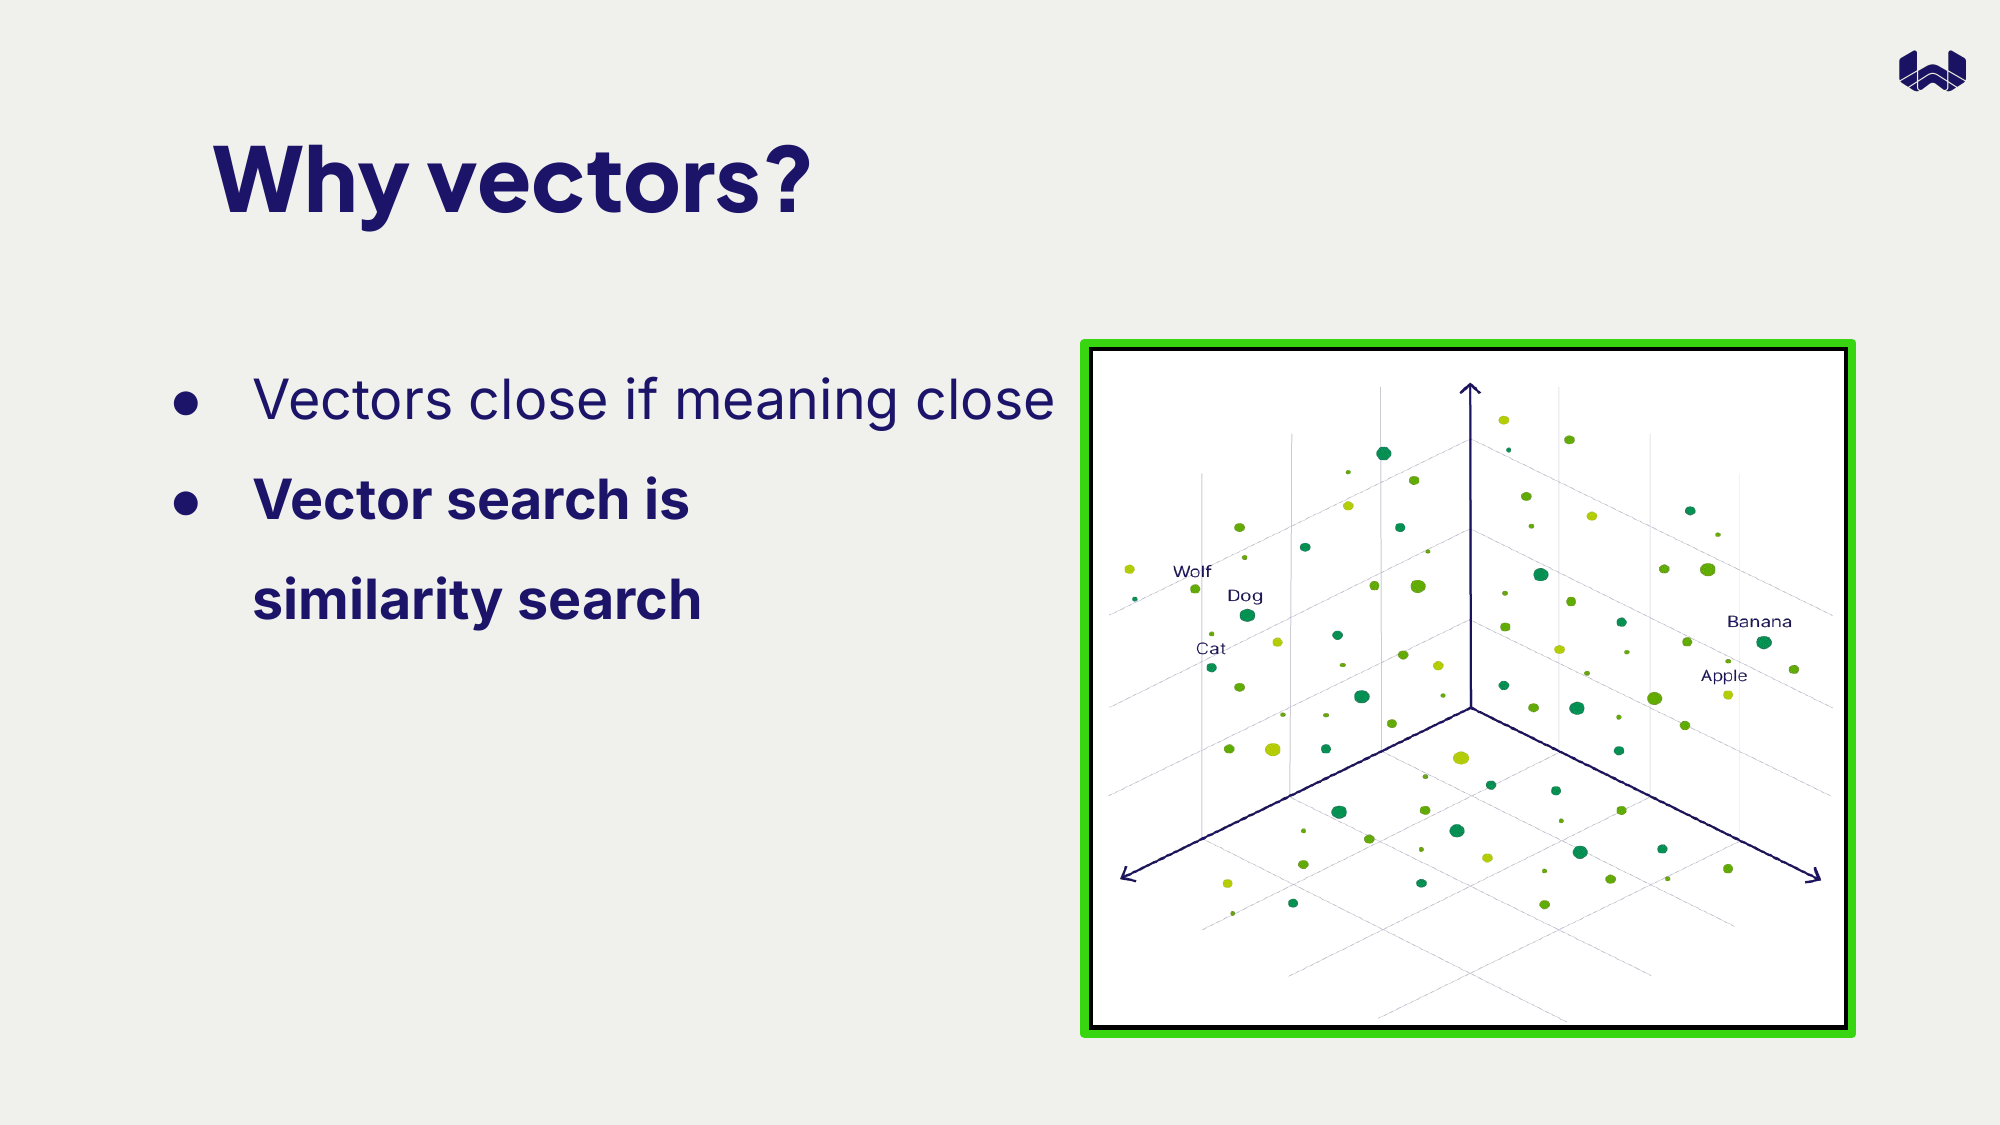 Why vectors?
● Vectors close if meaning close
● Vector search is
similarity search
Wolf
Dog
Cat
Banana
Apple